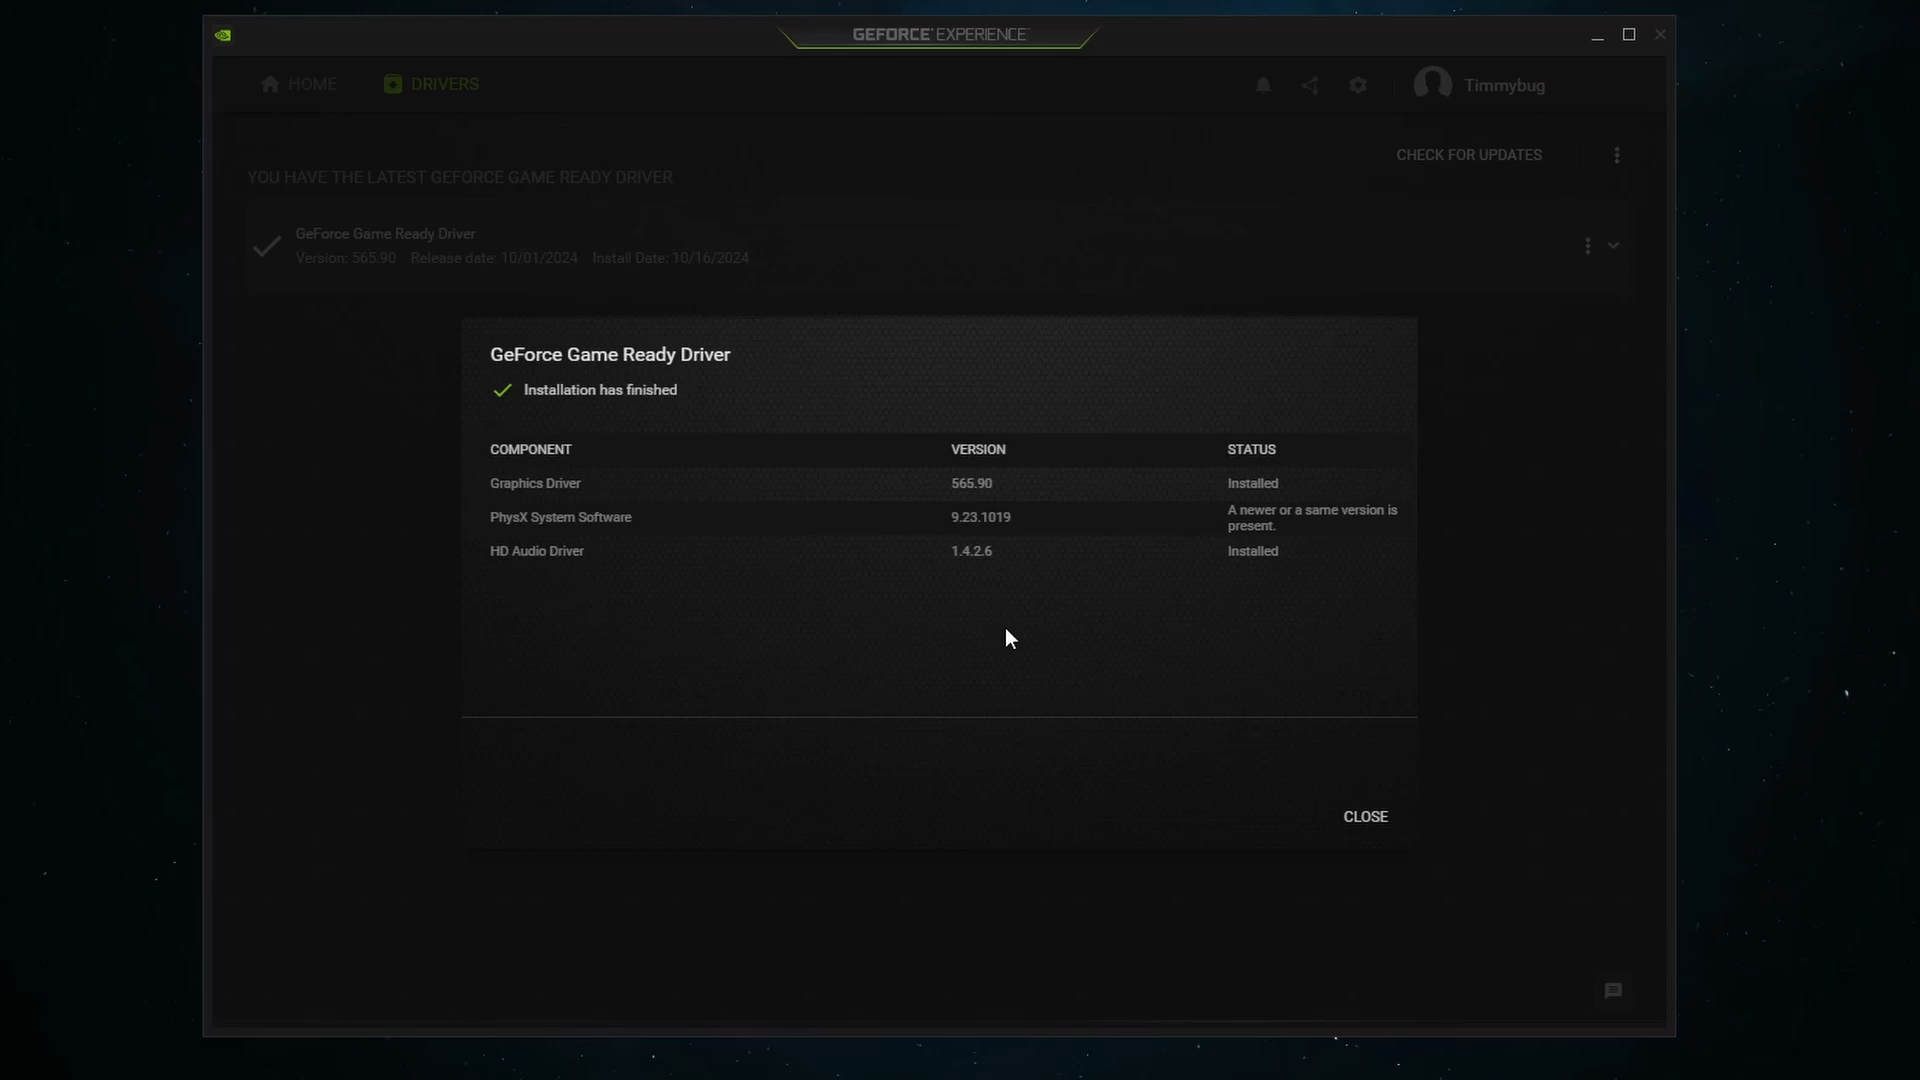 GEFORCE® EXPERIENCE™
HOME
DRIVERS
Timmybug
CHECK FOR UPDATES
YOU HAVE THE LATEST GEFORCE GAME READY DRIVER
GeForce Game Ready Driver
Version: 565.90 Release date: 10/01/2024 Install Date: 10/16/2024
GeForce Game Ready Driver
Installation has finished
COMPONENT VERSION STATUS
Graphics Driver 565.90 Installed
PhysX System Software 9.23.1019 A newer or a same version is
present.
HD Audio Driver 1.4.2.6 Installed
CLOSE